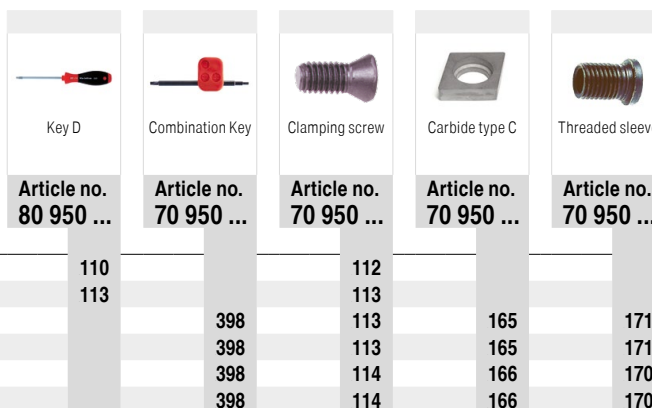 Key D Combination Key Clamping screw Carbide type C Threaded sleev
Article no. Article no. Article no. Article no. Article no.
80 950 ... 70 950 ... 70 950 ... 70 950 ... 70 950 ...
110 112
113 113
398 113 165 171
398 113 165 171
398 114 166 170
398 114 166 170